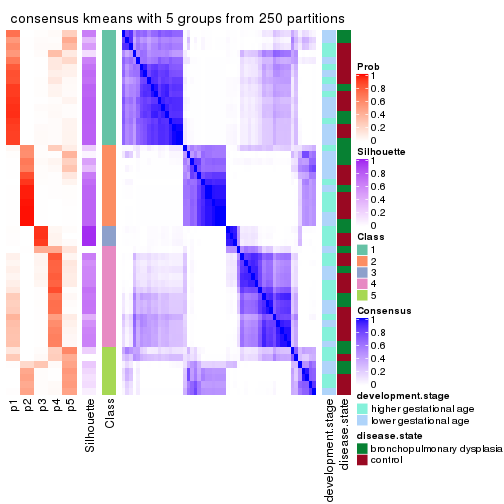 consensus kmeans with 5 groups from 250 partitions
Prob
1
0.8
0.6
0.4
0.2
0
Silhouette
1
0.8
0.6
0.4
0.2
0
Class
1
2
3
4
5
Consensus
1
0.8
0.6
0.4
0.2
0
development.stage
higher gestational age
lower gestational age
disease.state
bronchopulmonary dysplasia
control
p1
p2
p3
p4
p5
Silhouette
Class
development.stage
disease.state